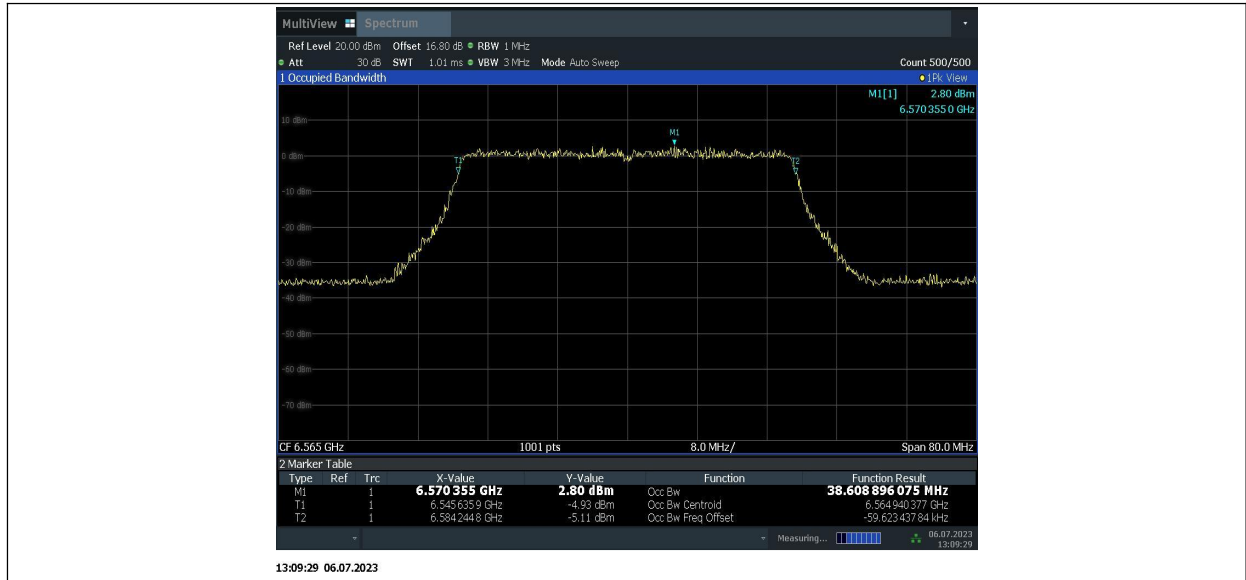 MultiView Spectrum
Ref Level 20.00 dBm Offset 16.80 dB RBW 1 MHz
Att 30 dB SWT 1.01 ms VBW 3 MHz Mode Auto Sweep Count 500/500
1 Occupied Bandwidth 1Pk View
M1[1] 2.80 dBm
6.570 355 0 GHz
10 dBm
M1
0 dBm
T1 T2
-10 dBm
-20 dBm
-30 dBm
-40 dBm
-50 dBm
-60 dBm
-70 dBm
CF 6.565 GHz 1001 pts 8.0 MHz/ Span 80.0 MHz
2 Marker Table
Type Ref Trc X-Value Y-Value Function Function Result
M1 1 6.570 355 GHz 2.80 dBm Occ Bw 38.608 896 075 MHz
T1 1 6.545 635 9 GHz -4.93 dBm Occ Bw Centroid 6.564 940 377 GHz
T2 1 6.584 244 8 GHz -5.11 dBm Occ Bw Freq Offset -59.623 437 84 kHz
Measuring... 06.07.2023
13:09:29
13:09:29 06.07.2023